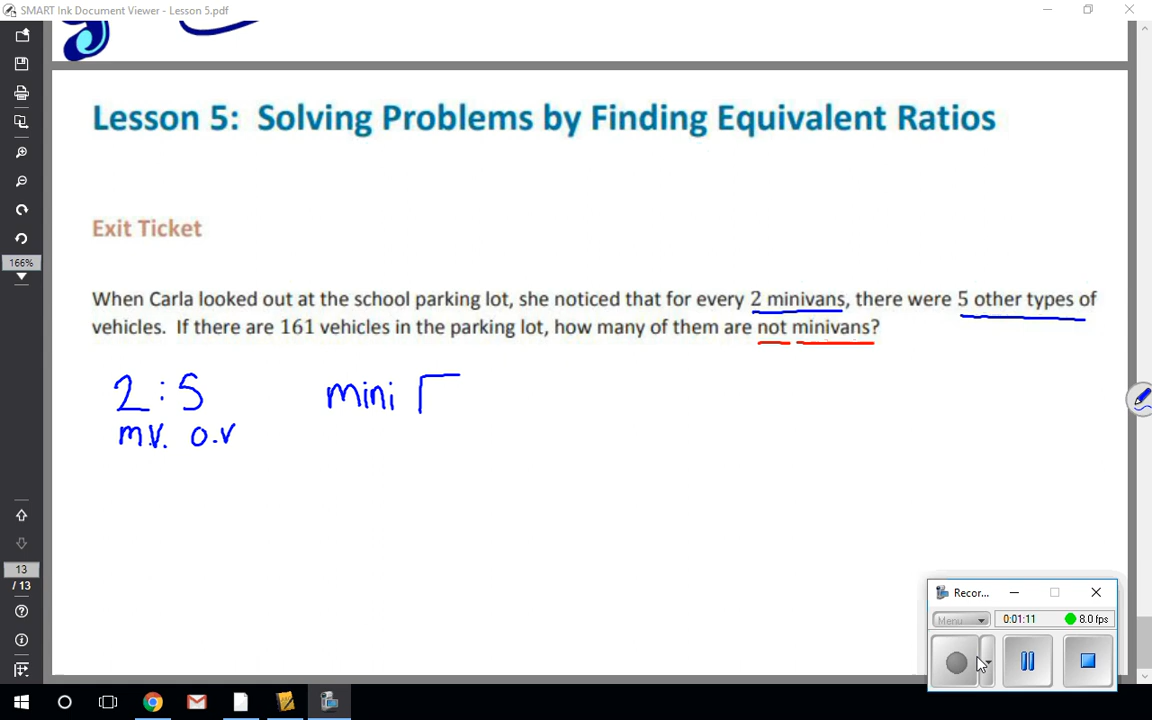 SMART Ink Document Viewer - Lesson 5.pdf
166%
13
/ 13
Lesson 5: Solving Problems by Finding Equivalent Ratios
Exit Ticket
When Carla looked out at the school parking lot, she noticed that for every 2 minivans, there were 5 other types of
vehicles. If there are 161 vehicles in the parking lot, how many of them are not minivans?
2 : 5
m.v. o.v
mini
Recor...
Menu
0:01:11
8.0 fps